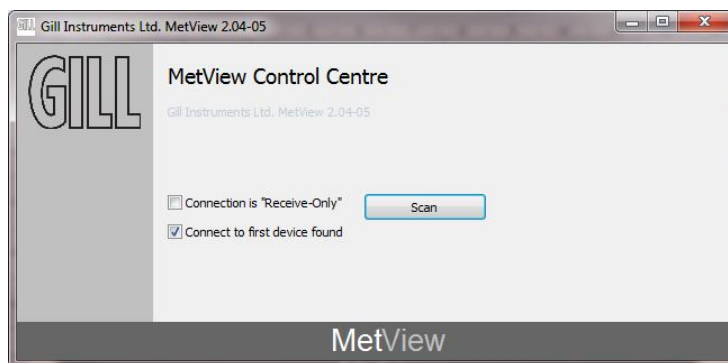 Gill Instruments Ltd. MetView 2.04-05
GILL
MetView Control Centre
Gill Instruments Ltd. MetView 2.04-05
Connection is "Receive-Only"
Scan
Connect to first device found
MetView